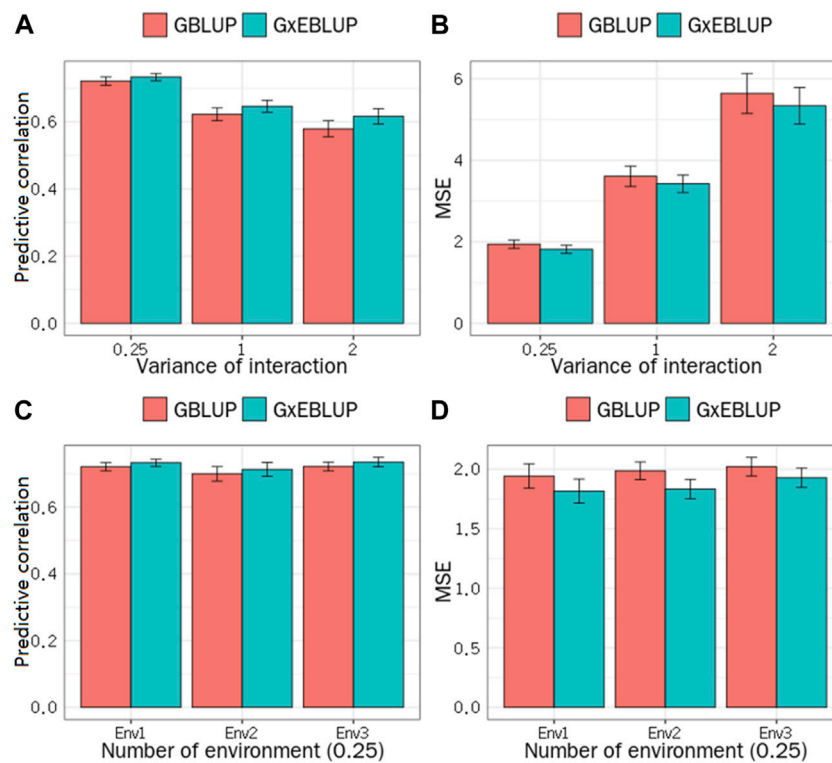 A
GBLUP GxEBLUP
Predictive correlation
0.6
0.4
0.2
0.0
0.25 1 2
Variance of interaction
B
GBLUP GxEBLUP
MSE
6
4
2
0
0.25 1 2
Variance of interaction
C
GBLUP GxEBLUP
Predictive correlation
0.6
0.4
0.2
0.0
Env1 Env2 Env3
Number of environment (0.25)
D
GBLUP GxEBLUP
MSE
2.0
1.5
1.0
0.5
0.0
Env1 Env2 Env3
Number of environment (0.25)